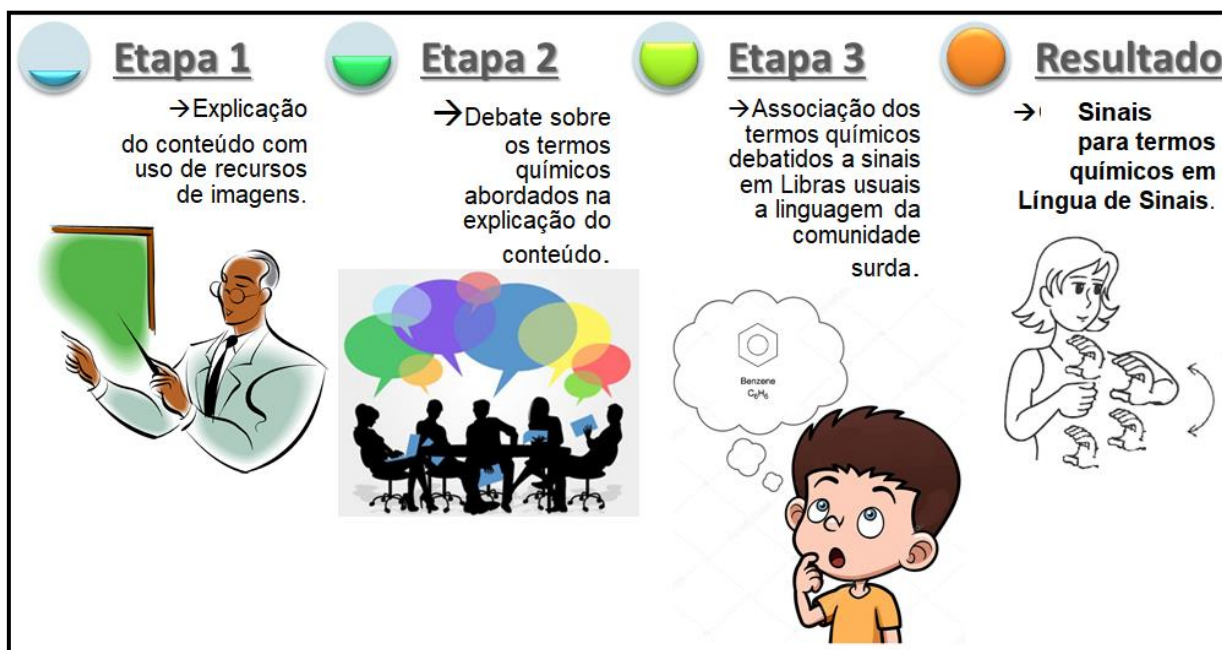 Etapa 1
→Explicação
do conteúdo com
uso de recursos
de imagens.
Etapa 2
→Debate sobre
os termos
químicos
abordados na
explicação do
conteúdo.
Etapa 3
→Associação dos
termos químicos
debatidos a sinais
em Libras usuais
a linguagem da
comunidade
surda.
Benzene
C₆H₆
Resultado
→ Sinais
para termos
químicos em
Língua de Sinais.